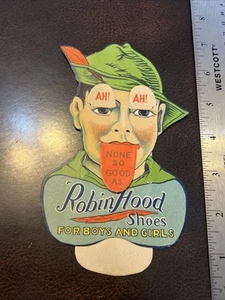 WESTCOTT
AH! AH!
NONE
SO
GOOD
AS
Robin Hood
Shoes
FOR BOYS AND GIRLS